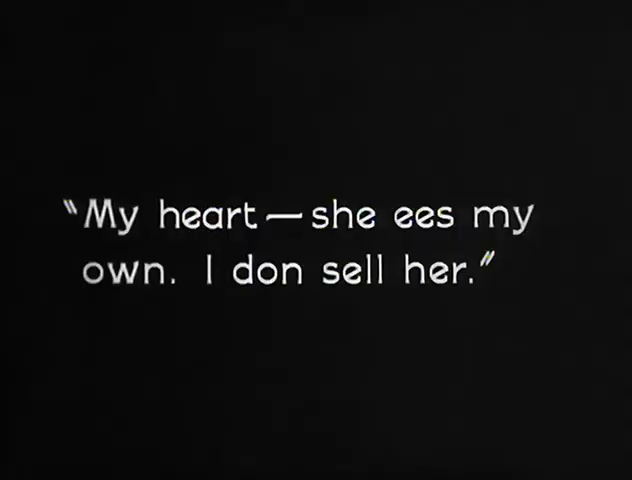 "My heart — she ees my
own. I don sell her."